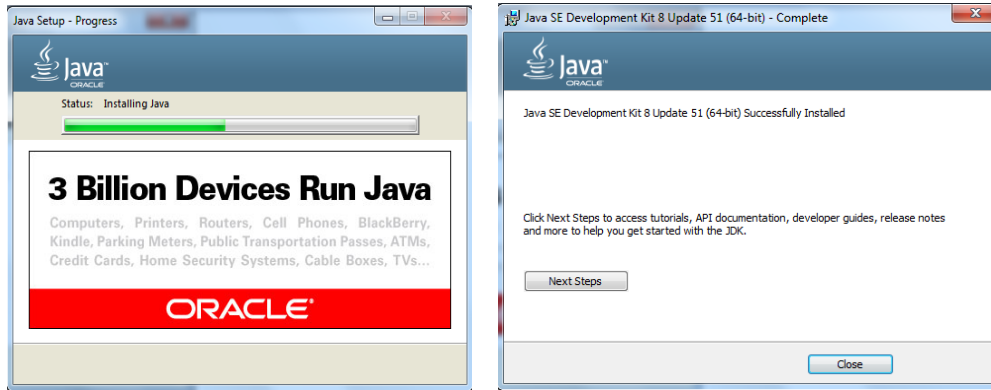 Java Setup - Progress
Java™
ORACLE
Status: Installing Java
3 Billion Devices Run Java
Computers, Printers, Routers, Cell Phones, BlackBerry,
Kindle, Parking Meters, Public Transportation Passes, ATMs,
Credit Cards, Home Security Systems, Cable Boxes, TVs...
ORACLE®
Java SE Development Kit 8 Update 51 (64-bit) - Complete
Java™
ORACLE
Java SE Development Kit 8 Update 51 (64-bit) Successfully Installed
Click Next Steps to access tutorials, API documentation, developer guides, release notes
and more to help you get started with the JDK.
Next Steps
Close